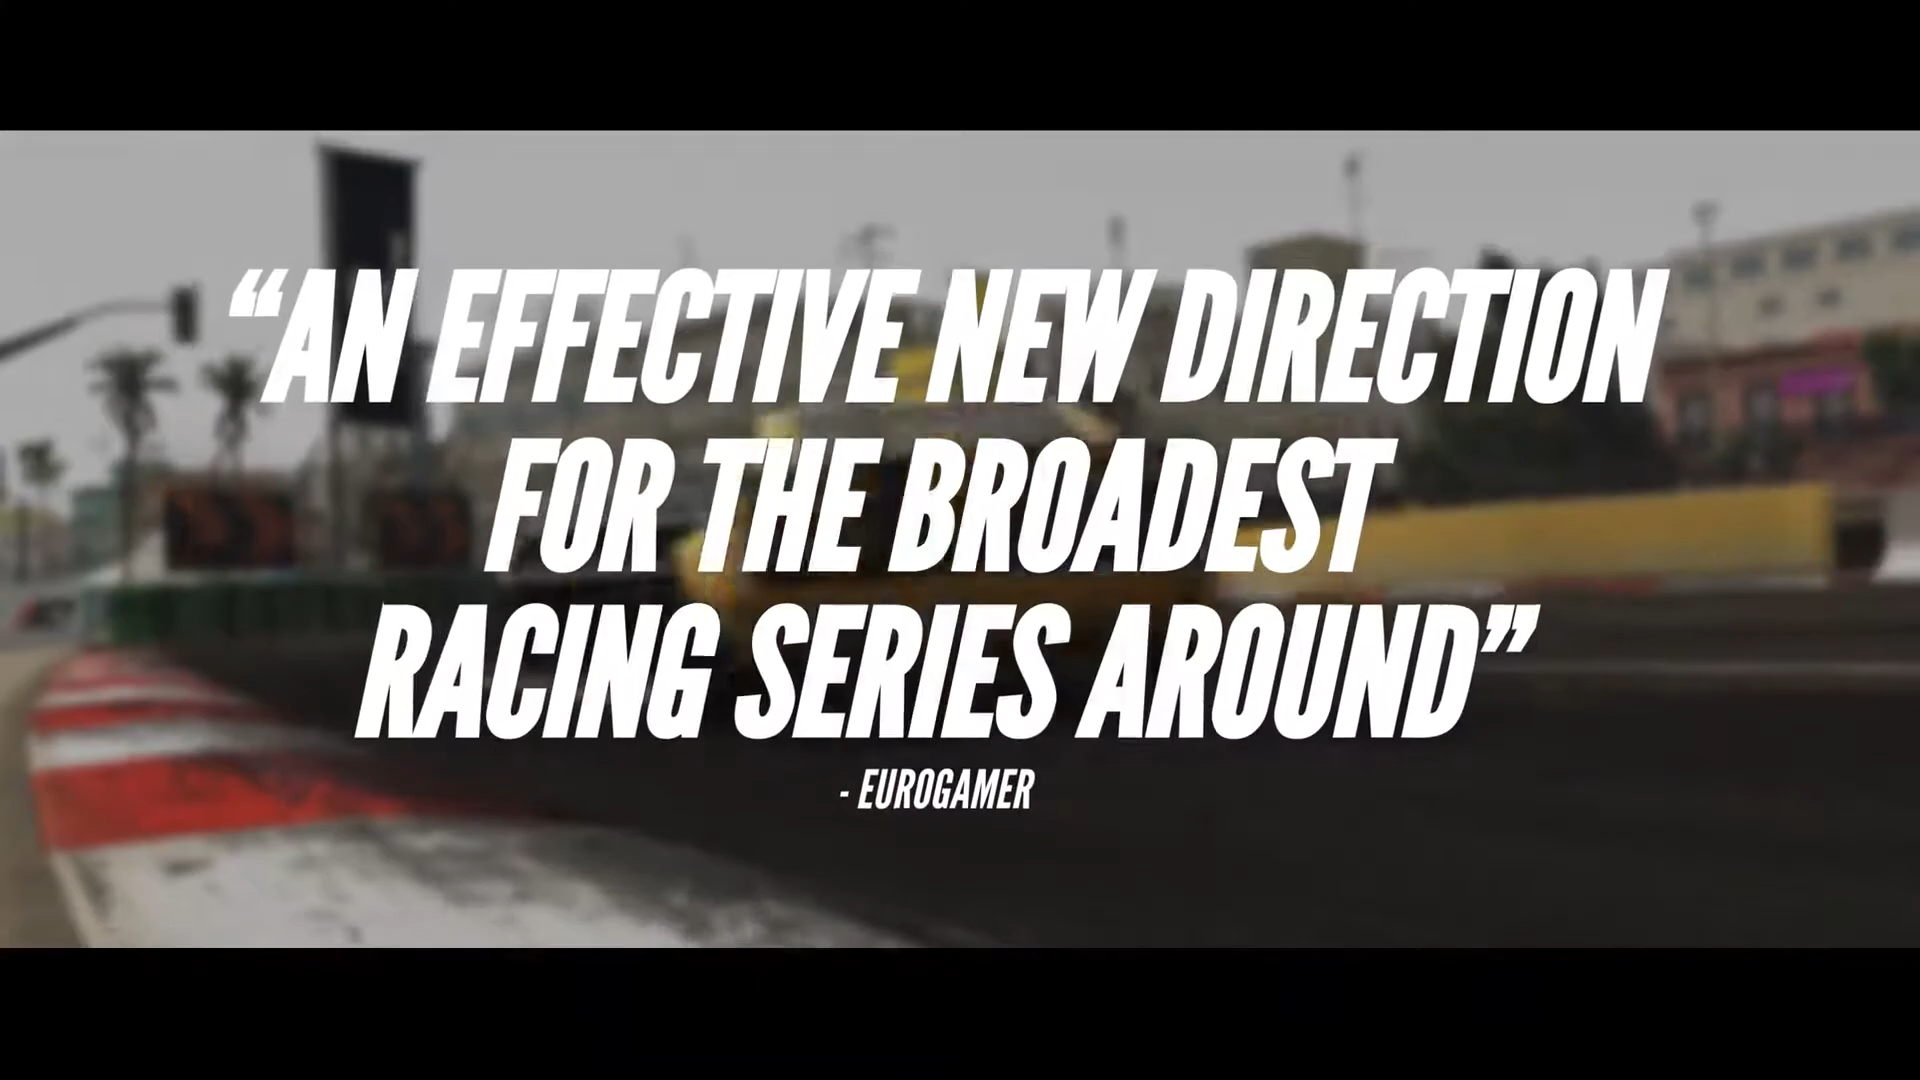 “AN EFFECTIVE NEW DIRECTION
FOR THE BROADEST
RACING SERIES AROUND”
- EUROGAMER